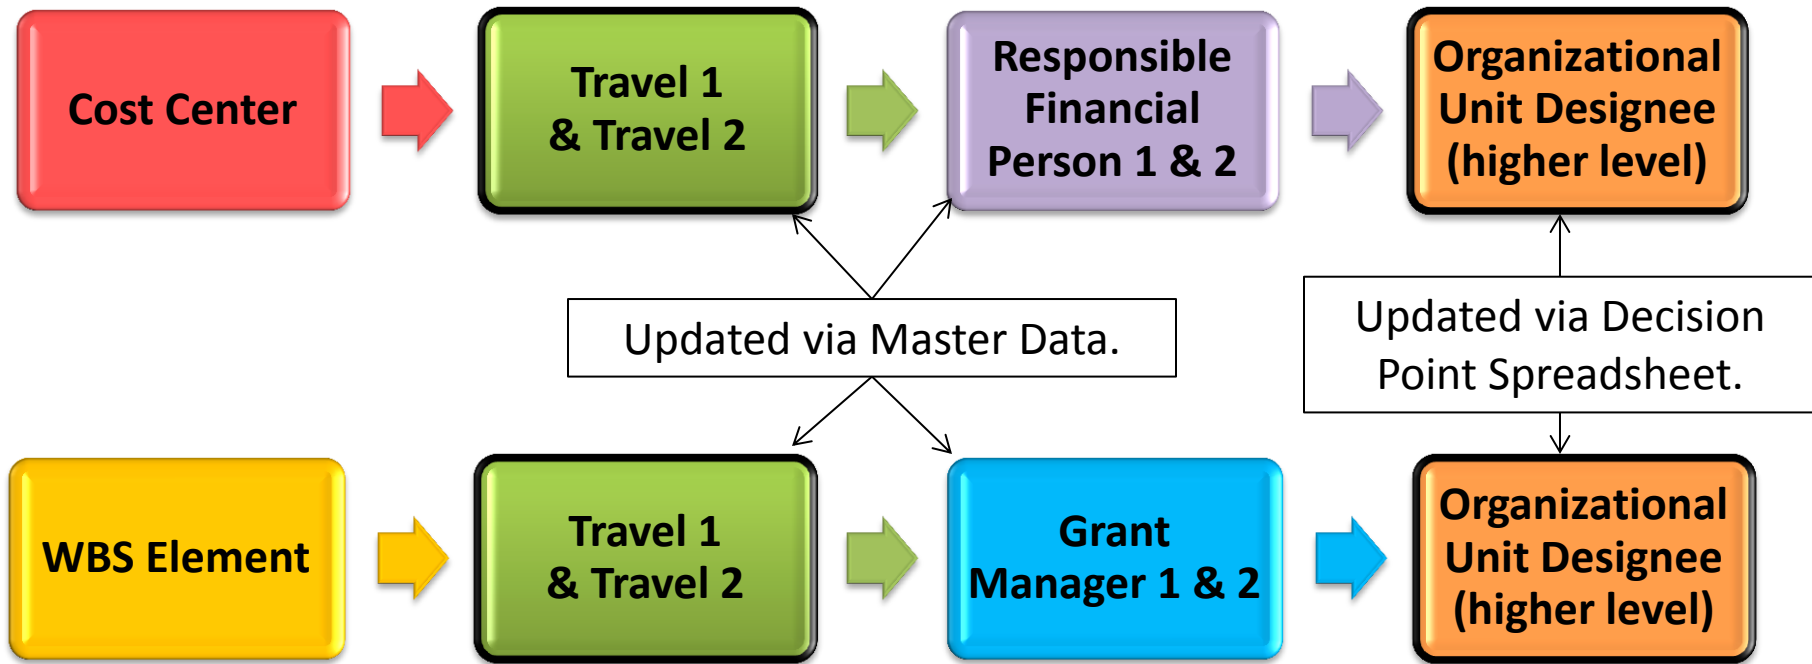 Cost Center
Travel 1
& Travel 2
Responsible
Financial
Person 1 & 2
Organizational
Unit Designee
(higher level)
Updated via Master Data.
Updated via Decision
Point Spreadsheet.
WBS Element
Travel 1
& Travel 2
Grant
Manager 1 & 2
Organizational
Unit Designee
(higher level)